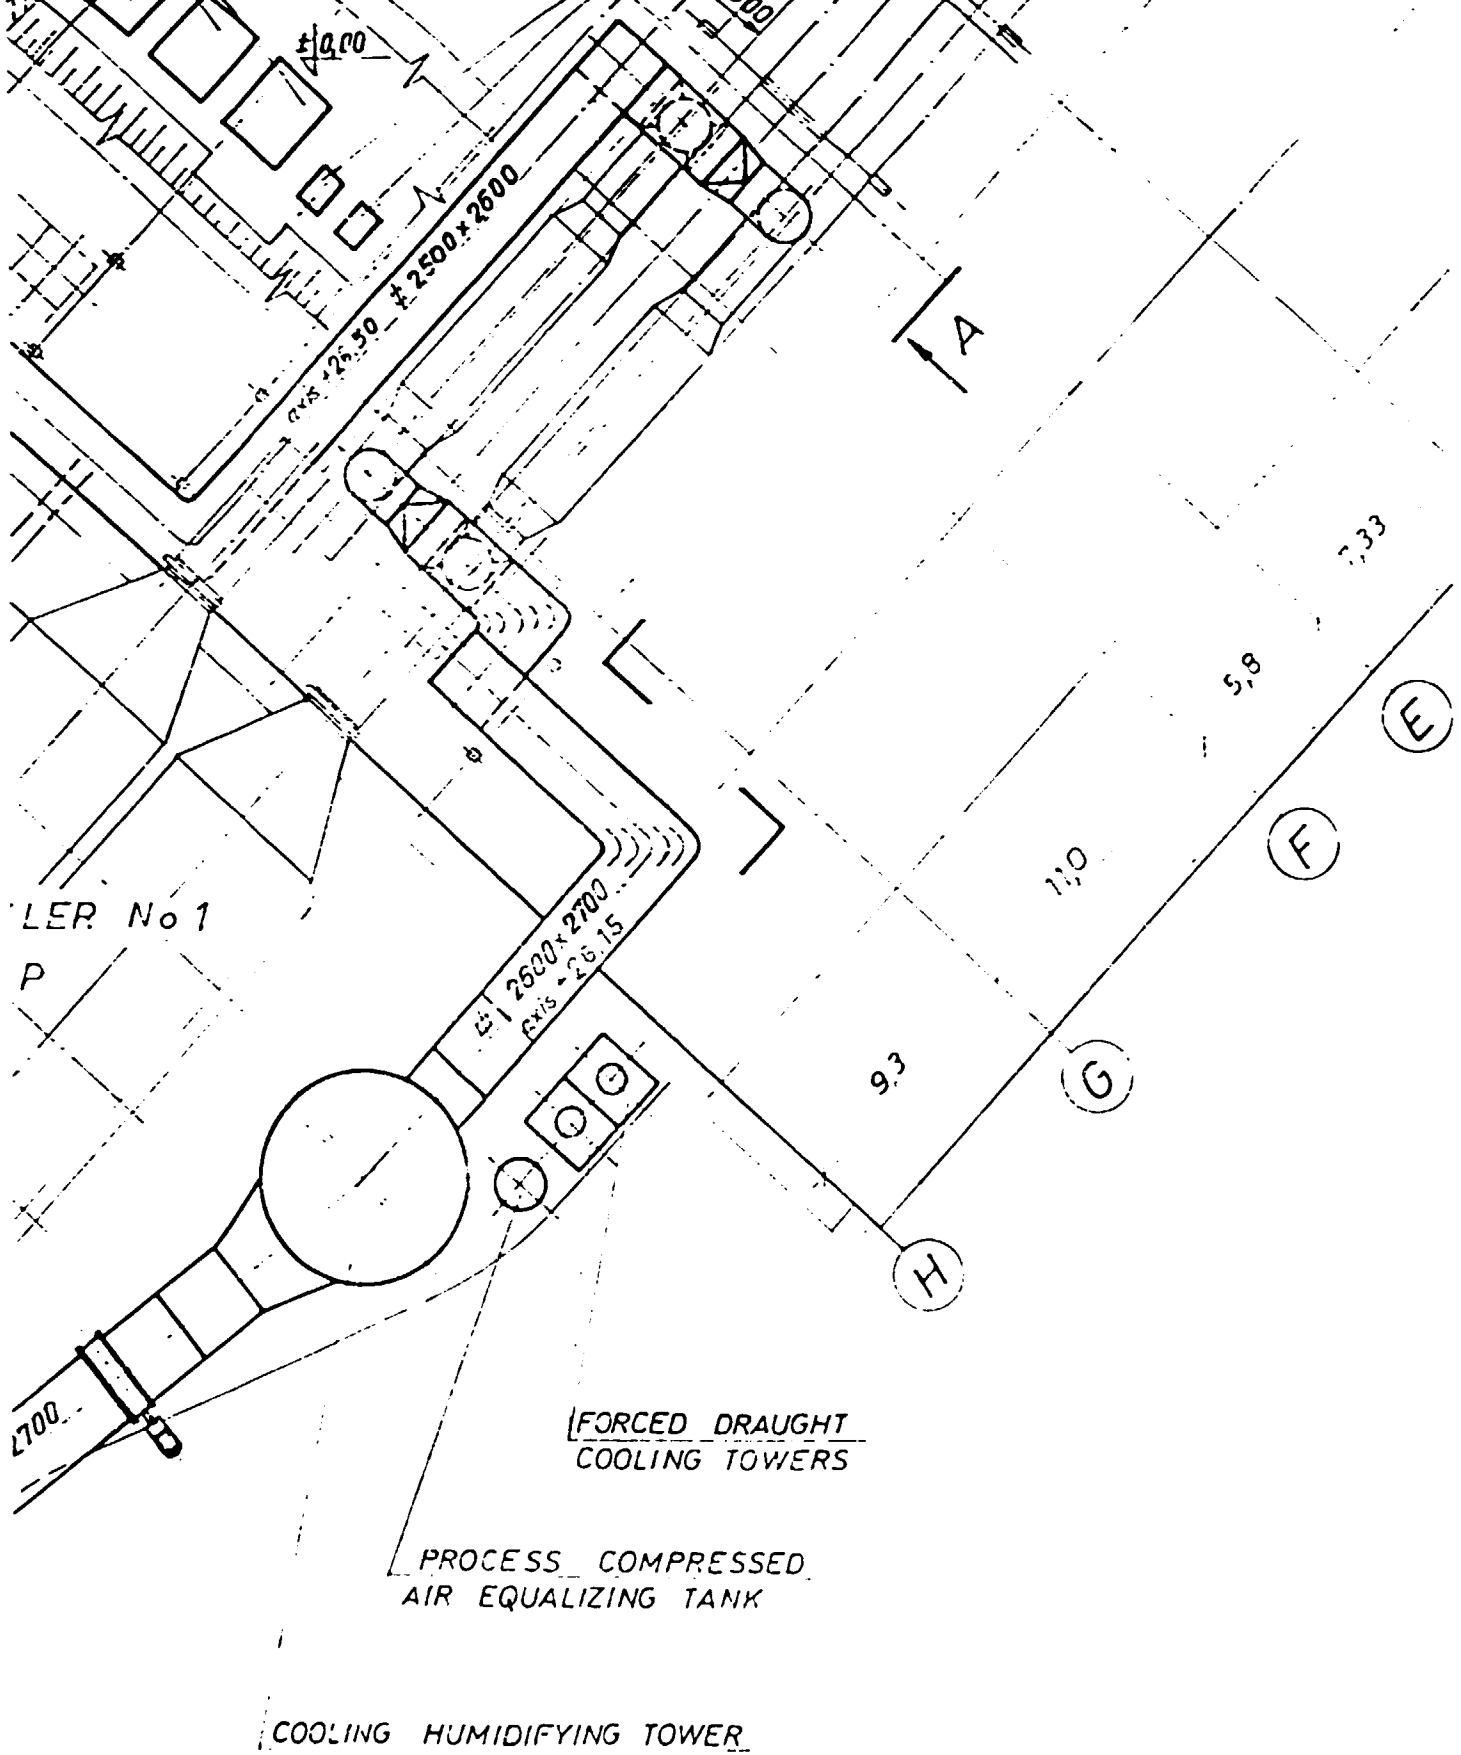 ±0,00
2500×2600
axis +26,50
A
7,33
5,8
E
F
11,0
LER No 1
P
2600×2700
axis - 26,15
9,3
G
H
2700
FORCED DRAUGHT
COOLING TOWERS
PROCESS COMPRESSED
AIR EQUALIZING TANK
COOLING HUMIDIFYING TOWER